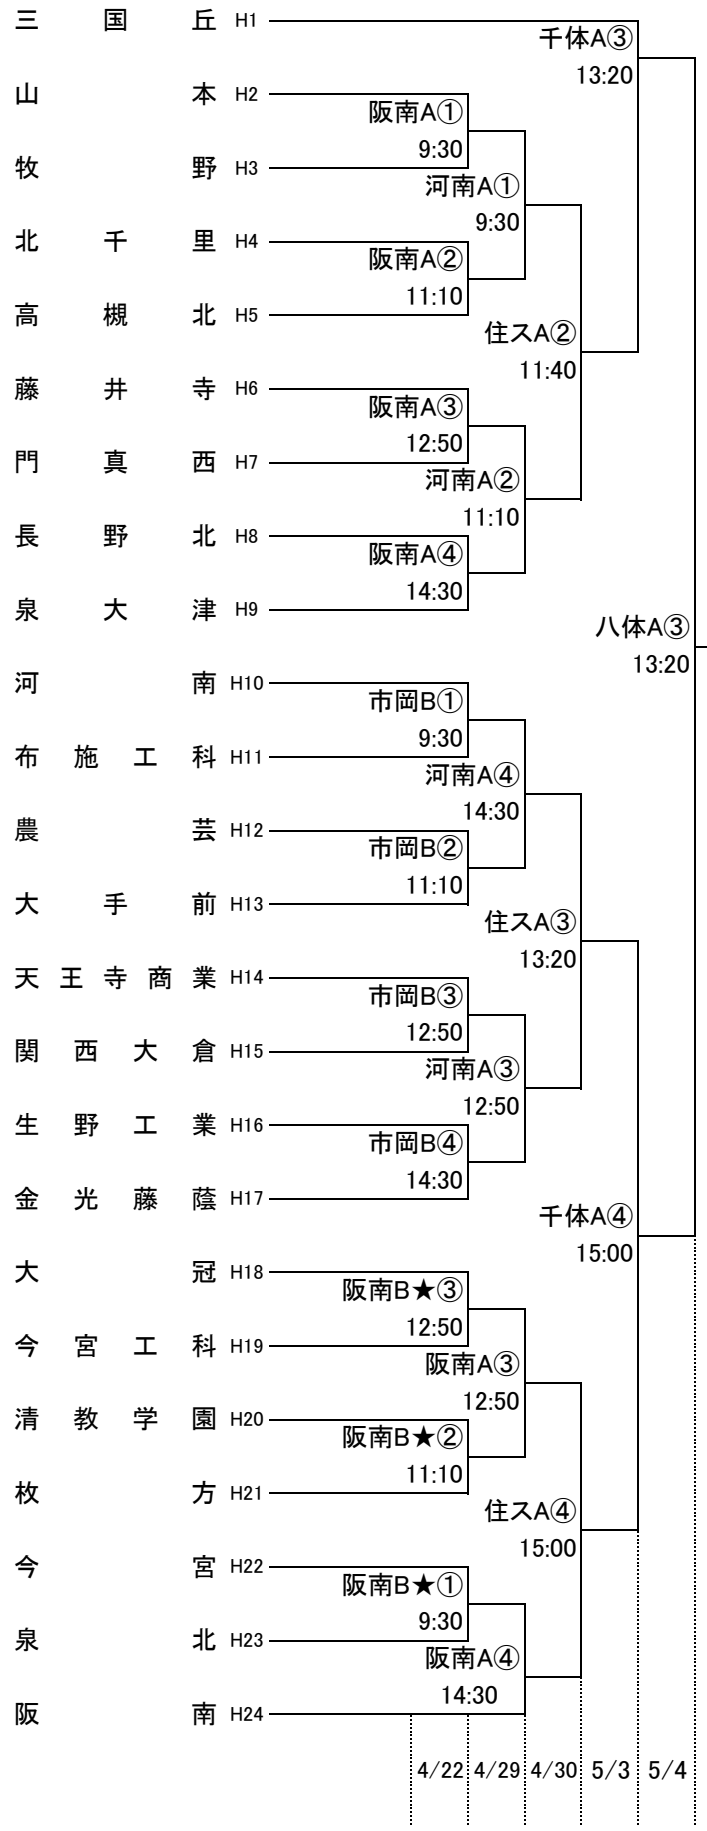 三国丘 H1
千体A③
13:20
山本 H2
阪南A①
9:30
牧野 H3
河南A①
9:30
北千里 H4
阪南A②
11:10
高槻北 H5
住スA②
11:40
藤井寺 H6
阪南A③
12:50
門真西 H7
河南A②
11:10
長野北 H8
阪南A④
14:30
泉大津 H9
八体A③
13:20
河南 H10
市岡B①
9:30
布施工科 H11
河南A④
14:30
農芸 H12
市岡B②
11:10
大手前 H13
住スA③
13:20
天王寺商業 H14
市岡B③
12:50
関西大倉 H15
河南A③
12:50
生野工業 H16
市岡B④
14:30
金光藤蔭 H17
千体A④
15:00
大冠 H18
阪南B★③
12:50
今宮工科 H19
阪南A③
12:50
清教学園 H20
阪南B★②
11:10
枚方 H21
住スA④
15:00
今宮 H22
阪南B★①
9:30
泉北 H23
阪南A④
14:30
阪南 H24
4/22 4/29 4/30 5/3 5/4